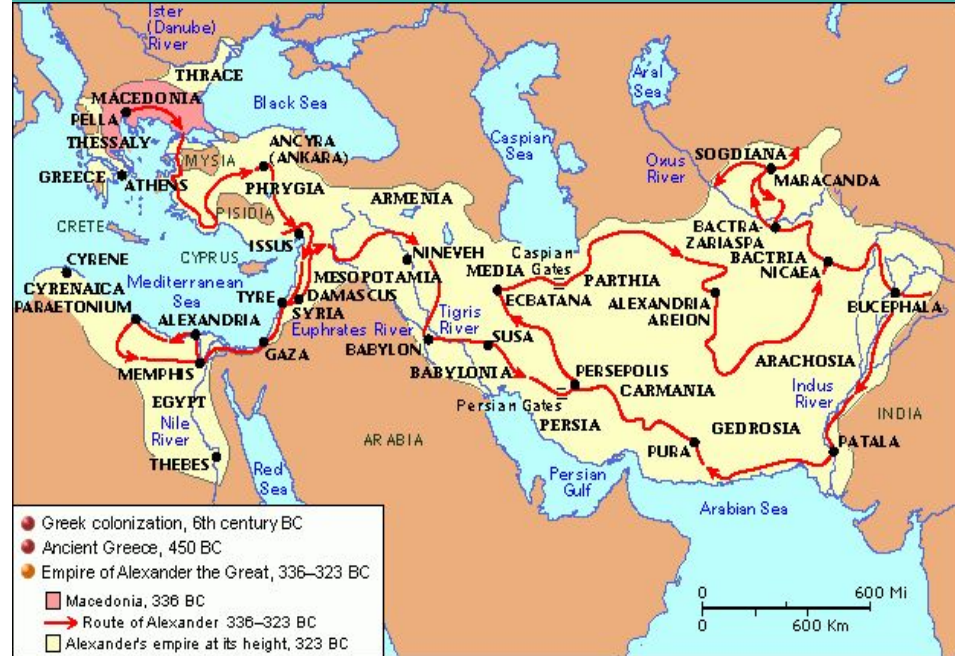 Ister
(Danube)
River
THRACE
MACEDONIA
PELLA
THESSALY
GREECE
ATHENS
MYSIA
Black Sea
ANCYRA
(ANKARA)
PHRYGIA
PISIDIA
ARMENIA
CRETE
CYPRUS
ISSUS
Caspian
Sea
Aral
Sea
Oxus
River
SOGDIANA
MARACANDA
BACTRA-
ZARIASPA
BACTRIA
NICAEA
BUCEPHALA
CYRENE
CYRENAICA
PARAETONIUM
Mediterranean
Sea
ALEXANDRIA
MEMPHIS
EGYPT
Nile
River
THEBES
Red
Sea
TYRE
DAMASCUS
SYRIA
GAZA
MESOPOTAMIA
NINEVEH
Euphrates River
Tigris
River
BABYLON
BABYLONIA
SUSA
MEDIA
ECBATANA
Caspian
Gates
PARTHIA
ALEXANDRIA
AREION
ARACHOSIA
PERSEPOLIS
CARMANIA
Persian Gates
PERSIA
GEDROSIA
PURA
Indus
River
INDIA
PATALA
ARABIA
Persian
Gulf
Arabian Sea
Greek colonization, 6th century BC
Ancient Greece, 450 BC
Empire of Alexander the Great, 336–323 BC
Macedonia, 336 BC
Route of Alexander 336–323 BC
Alexander's empire at its height, 323 BC
0 600 Mi
0 600 Km